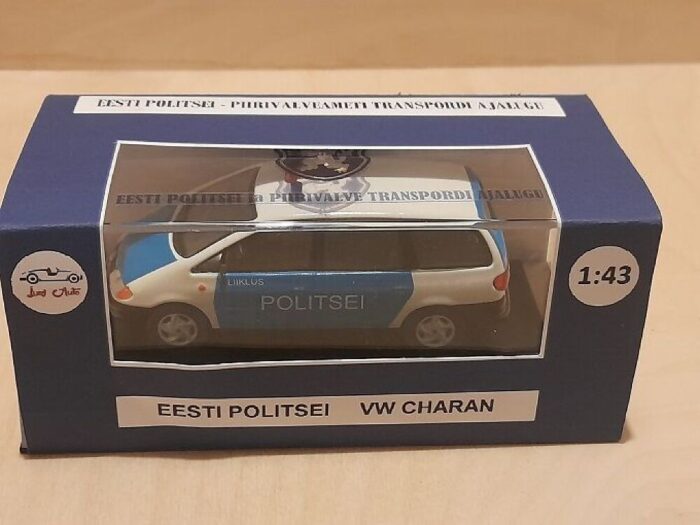 EESTI POLITSEI - PIIRIVALVEAMETI TRANSPORDI AJALUGU
EESTI POLITSEI ja PIIRIVALVE TRANSPORDI AJALUGU
LIIKLUS
POLITSEI
1:43
Auto
EESTI POLITSEI VW CHARAN